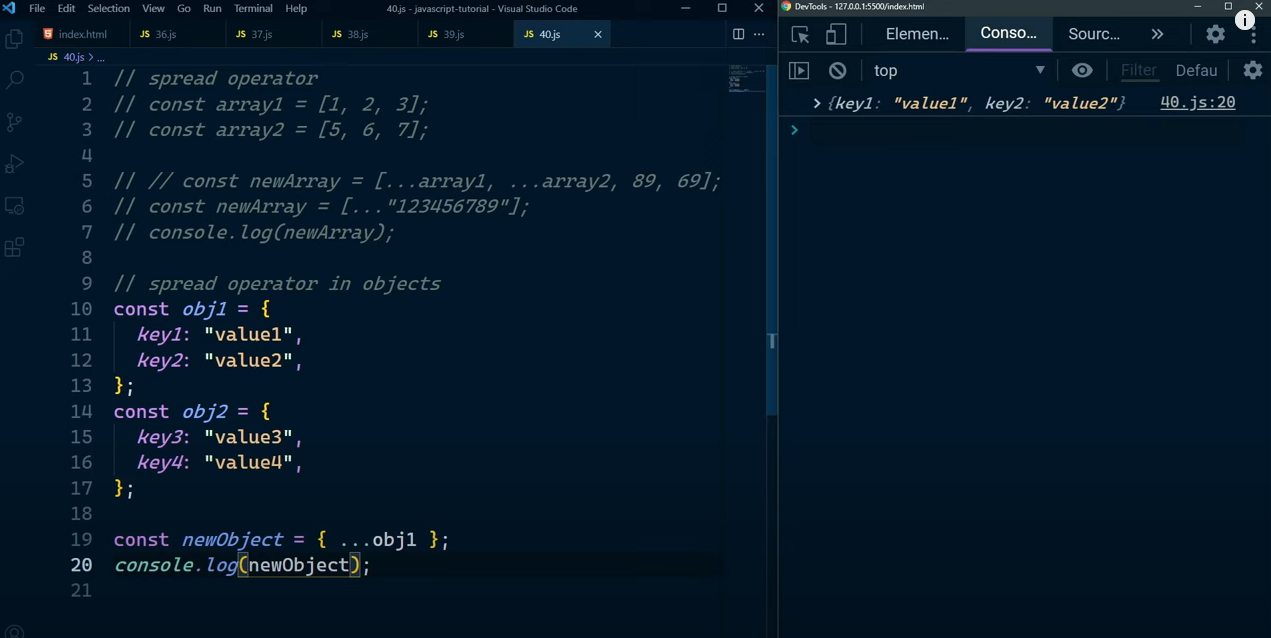 File Edit Selection View Go Run Terminal Help 40.js - javascript-tutorial - Visual Studio Code
index.html JS 36.js JS 37.js JS 38.js JS 39.js JS 40.js
JS 40.js > ...
1 // spread operator
2 // const array1 = [1, 2, 3];
3 // const array2 = [5, 6, 7];
4
5 // // const newArray = [...array1, ...array2, 89, 69];
6 // const newArray = [..."123456789"];
7 // console.log(newArray);
8
9 // spread operator in objects
10 const obj1 = {
11 key1: "value1",
12 key2: "value2",
13 };
14 const obj2 = {
15 key3: "value3",
16 key4: "value4",
17 };
18
19 const newObject = { ...obj1 };
20 console.log(newObject);
21
DevTools - 127.0.0.1:5500/index.html
Elemen... Conso... Sourc... »
top Filter Defau
{key1: "value1", key2: "value2"} 40.js:20